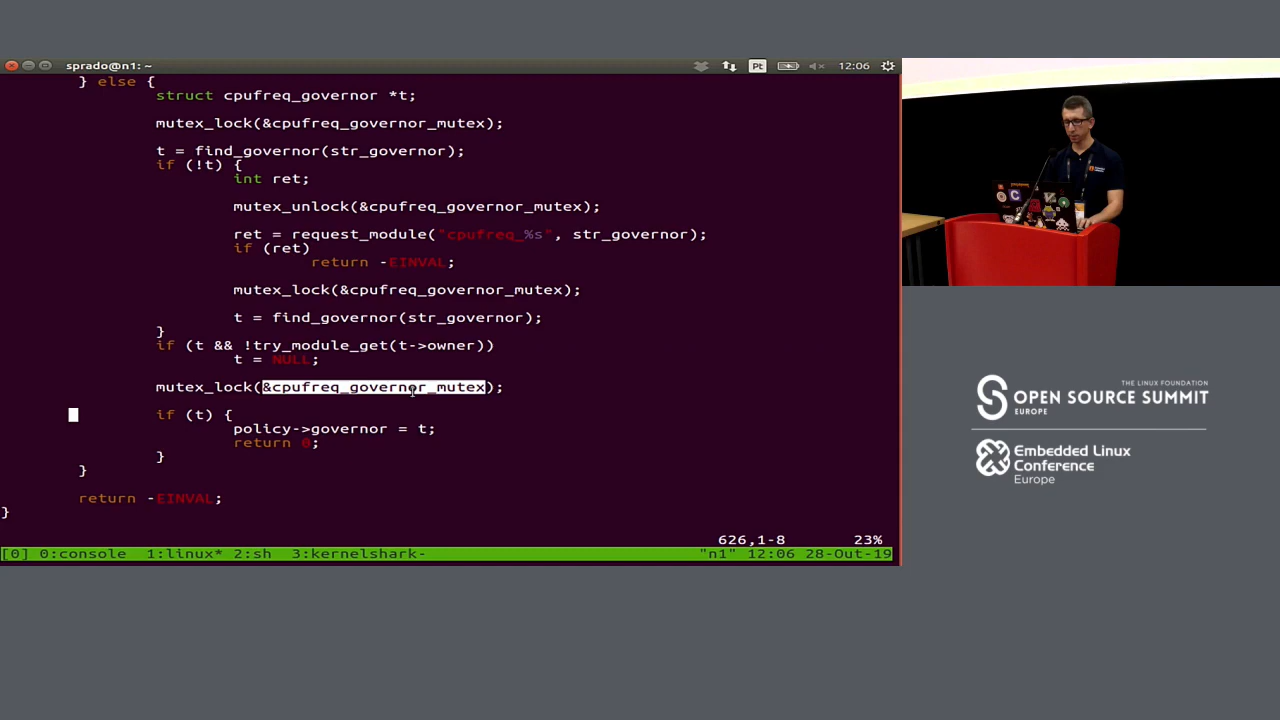 sprado@n1: ~
Pt
12:06
} else {
struct cpufreq_governor *t;
mutex_lock(&cpufreq_governor_mutex);
t = find_governor(str_governor);
if (!t) {
int ret;
mutex_unlock(&cpufreq_governor_mutex);
ret = request_module("cpufreq_%s", str_governor);
if (ret)
return -EINVAL;
mutex_lock(&cpufreq_governor_mutex);
t = find_governor(str_governor);
}
if (t && !try_module_get(t->owner))
t = NULL;
mutex_lock(&cpufreq_governor_mutex);
if (t) {
policy->governor = t;
return 0;
}
}
return -EINVAL;
}
626,1-8 23%
[0] 0:console 1:linux* 2:sh 3:kernelshark- "n1" 12:06 28-Oct-19
THE LINUX FOUNDATION
OPEN SOURCE SUMMIT
EUROPE
Embedded Linux
Conference
Europe